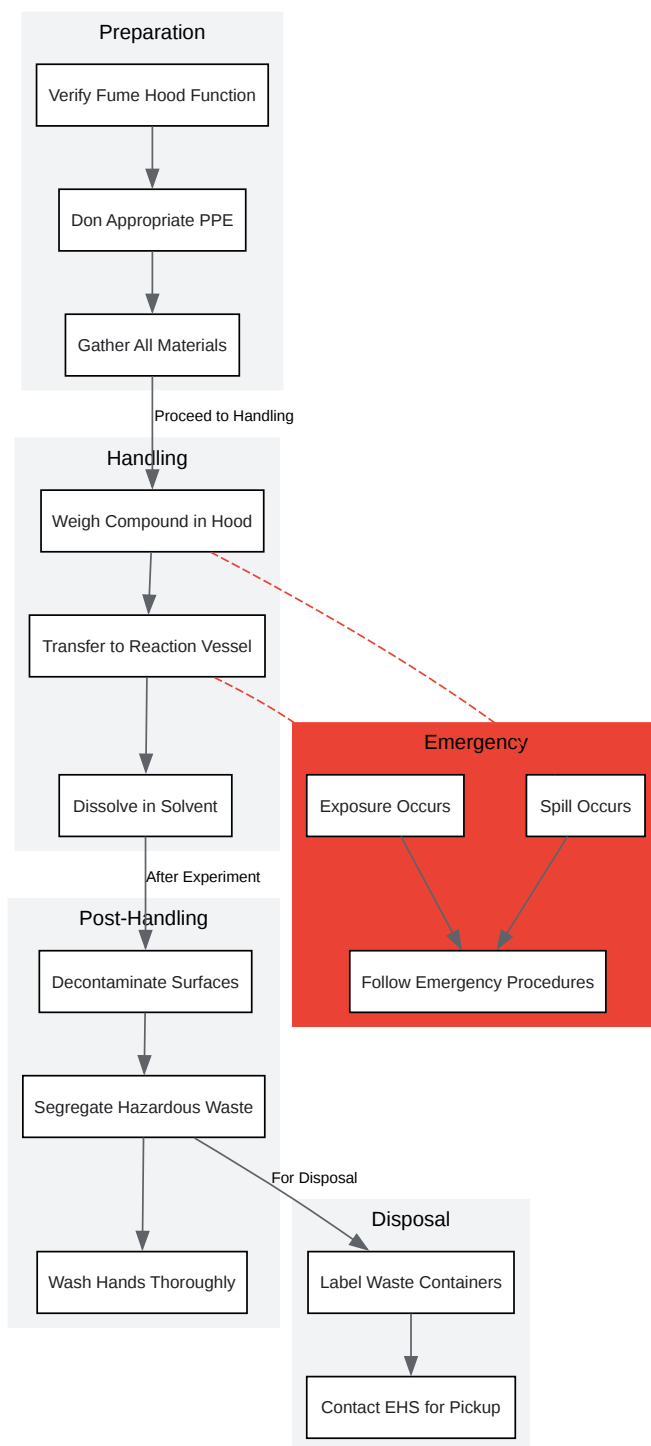 Preparation
Verify Fume Hood Function
Don Appropriate PPE
Gather All Materials
Proceed to Handling
Handling
Weigh Compound in Hood
Transfer to Reaction Vessel
Dissolve in Solvent
Emergency
Exposure Occurs
Spill Occurs
Follow Emergency Procedures
After Experiment
Post-Handling
Decontaminate Surfaces
Segregate Hazardous Waste
Wash Hands Thoroughly
For Disposal
Disposal
Label Waste Containers
Contact EHS for Pickup